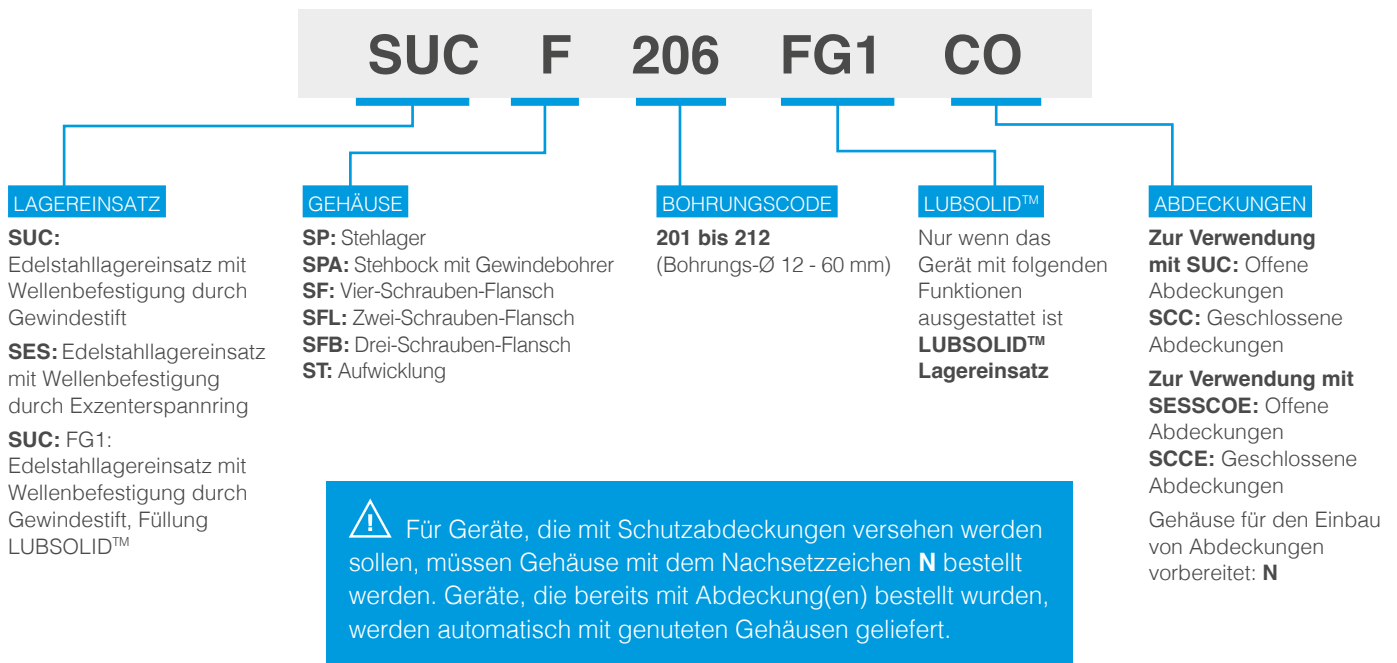 SUC F 206 FG1 CO
LAGEREINSATZ
SUC:
Edelstahllagereinsatz mit
Wellenbefestigung durch
Gewindestift
SES: Edelstahllagereinsatz
mit Wellenbefestigung
durch Exzenterspannring
SUC: FG1:
Edelstahllagereinsatz mit
Wellenbefestigung durch
Gewindestift, Füllung
LUBSOLID™
GEHÄUSE
SP: Stehlager
SPA: Stehbock mit Gewindebohrer
SF: Vier-Schrauben-Flansch
SFL: Zwei-Schrauben-Flansch
SFB: Drei-Schrauben-Flansch
ST: Aufwicklung
BOHRUNGSCODE
201 bis 212
(Bohrungs-Ø 12 - 60 mm)
LUBSOLID™
Nur wenn das
Gerät mit folgenden
Funktionen
ausgestattet ist
LUBSOLID™
Lagereinsatz
ABDECKUNGEN
Zur Verwendung
mit SUC: Offene
Abdeckungen
SCC: Geschlossene
Abdeckungen
Zur Verwendung mit
SESSCOE: Offene
Abdeckungen
SCCE: Geschlossene
Abdeckungen
Gehäuse für den Einbau
von Abdeckungen
vorbereitet: N
Für Geräte, die mit Schutzabdeckungen versehen werden
sollen, müssen Gehäuse mit dem Nachsetzzeichen N bestellt
werden. Geräte, die bereits mit Abdeckung(en) bestellt wurden,
werden automatisch mit genuteten Gehäusen geliefert.